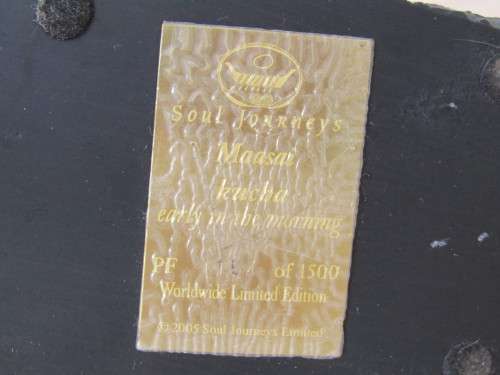 Soul Journeys
Maasai
kucha
early in the morning
PF of 1500
Worldwide Limited Edition
© 2005 Soul Journeys Limited